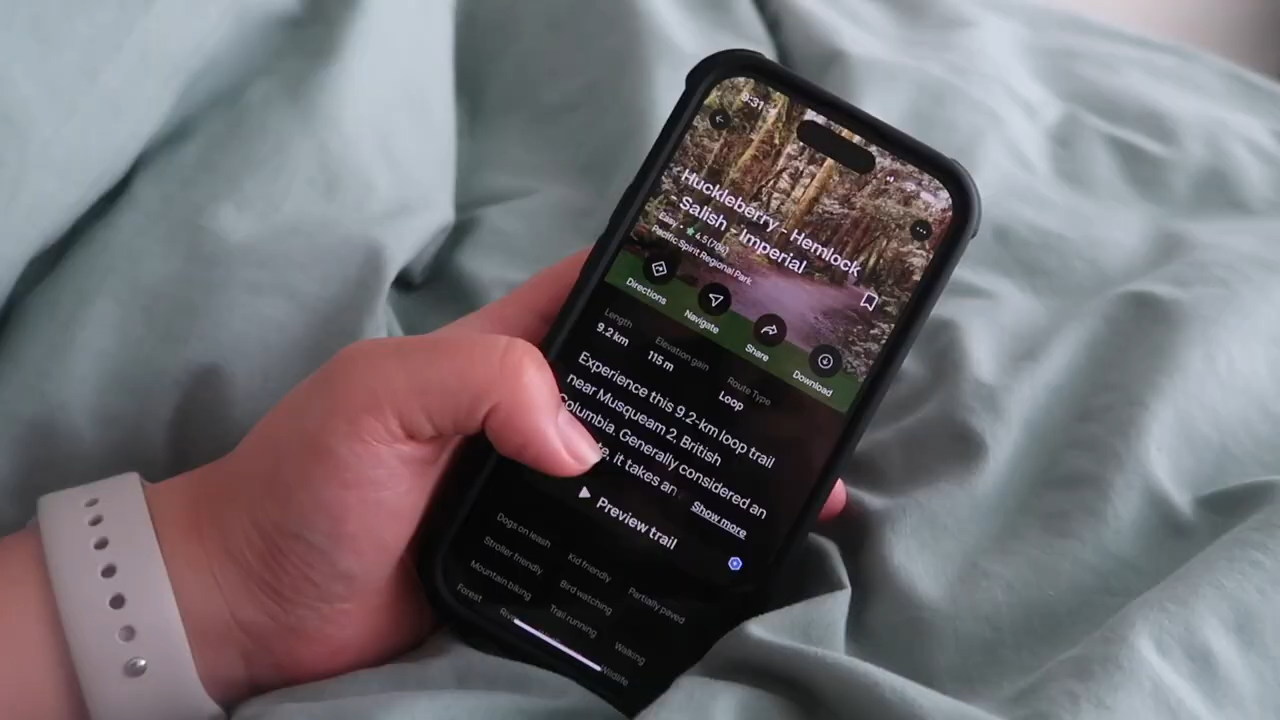 9:31
Huckleberry - Hemlock
Salish - Imperial
Easy · ★ 4.5 (704)
Pacific Spirit Regional Park
Directions
Navigate
Share
Download
Length
9.2 km
Elevation gain
115 m
Route Type
Loop
Experience this 9.2-km loop trail
near Musqueam 2, British
Columbia. Generally considered an
it takes an
Show more
Preview trail
Dogs on leash
Kid friendly
Partially paved
Stroller friendly
Bird watching
Mountain biking
Trail running
Walking
Forest
Wildlife